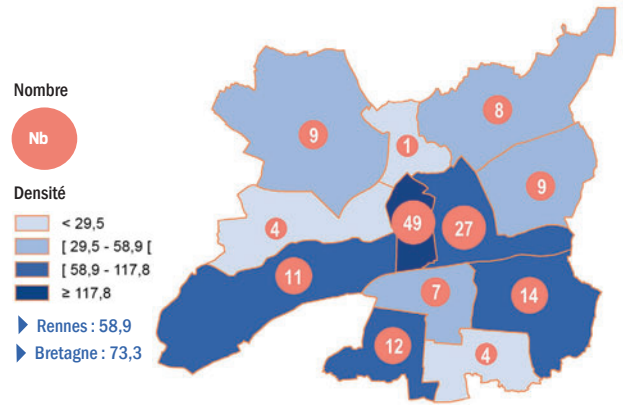 Nombre
Nb
Densité
< 29,5
[ 29,5 - 58,9 [
[ 58,9 - 117,8
≥ 117,8
Rennes : 58,9
Bretagne : 73,3
8
9
1
9
49
27
4
11
7
14
12
4